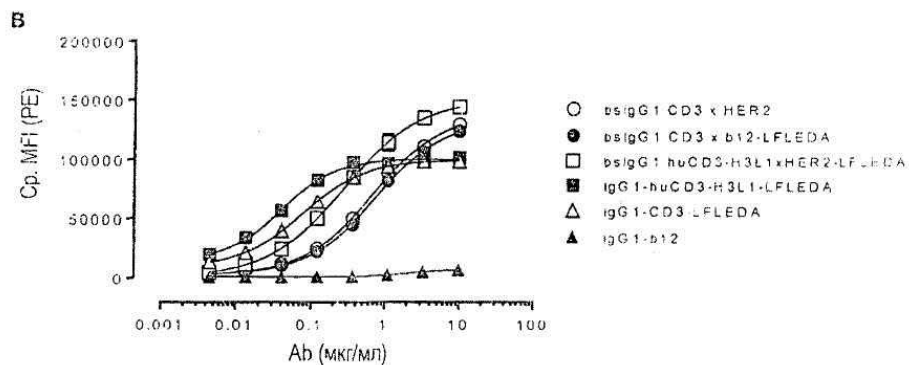 B
Ср. MFI (PE)
200000
150000
100000
50000
0
0.001 0.01 0.1 1 10 100
Ab (мкг/мл)
bsIgG1 CD3 x HER2
bsIgG1 CD3 x b12-LFLEDA
bsIgG1 huCD3-H3L1xHER2-LFLEDA
IgG1-huCD3-H3L1-LFLEDA
IgG1-CD3-LFLEDA
IgG1-b12